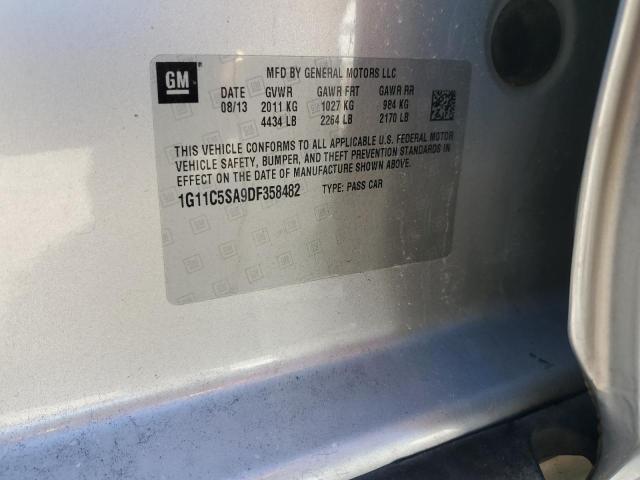 GM
MFD BY GENERAL MOTORS LLC
DATE GVWR GAWR FRT GAWR RR
08/13 2011 KG 1027 KG 984 KG
4434 LB 2264 LB 2170 LB
THIS VEHICLE CONFORMS TO ALL APPLICABLE U.S. FEDERAL MOTOR
VEHICLE SAFETY, BUMPER, AND THEFT PREVENTION STANDARDS IN
EFFECT ON THE DATE OF MANUFACTURE SHOWN ABOVE.
1G11C5SA9DF358482 TYPE: PASS CAR